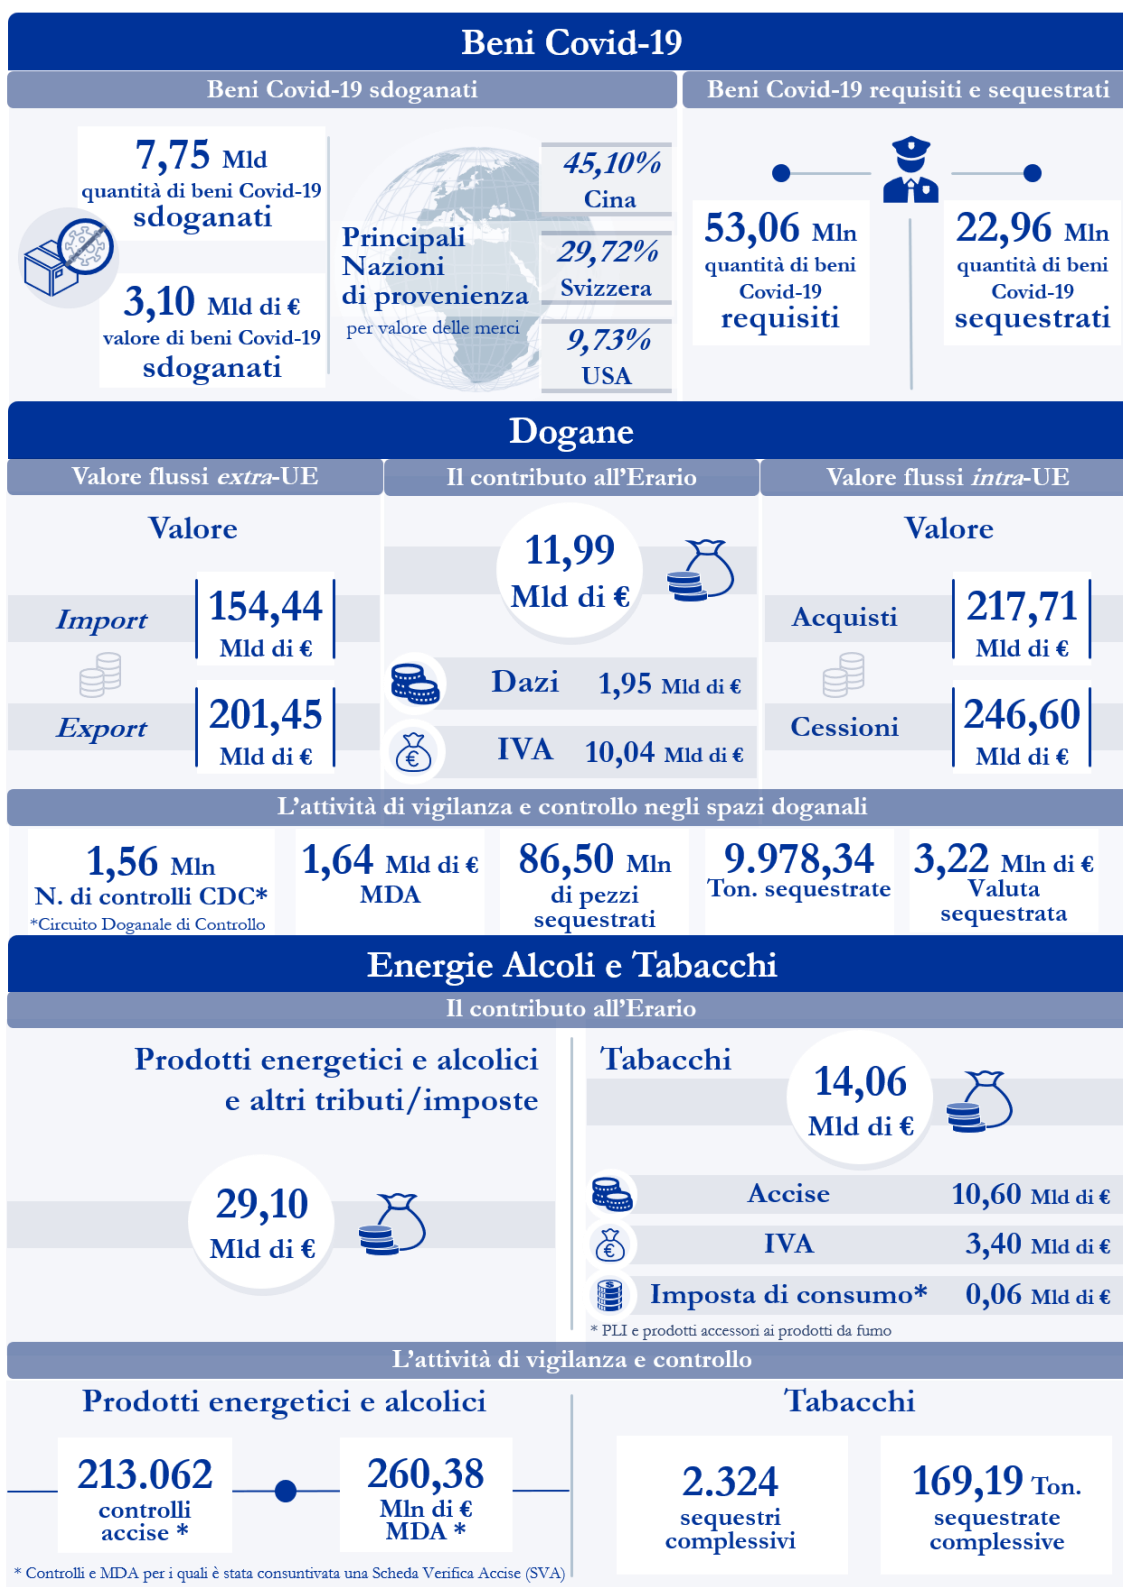 Beni Covid-19
Beni Covid-19 sdoganati
7,75 Mld
quantità di beni Covid-19
sdoganati
3,10 Mld di €
valore di beni Covid-19
sdoganati
Principali
Nazioni
di provenienza
per valore delle merci
45,10%
Cina
29,72%
Svizzera
9,73%
USA
Beni Covid-19 requisiti e sequestrati
53,06 Mln
quantità di beni
Covid-19
requisiti
22,96 Mln
quantità di beni
Covid-19
sequestrati
Dogane
Valore flussi extra-UE
Valore
Import
154,44
Mld di €
Export
201,45
Mld di €
Il contributo all'Erario
11,99
Mld di €
Dazi 1,95 Mld di €
€
IVA 10,04 Mld di €
Valore flussi intra-UE
Valore
Acquisti
217,71
Mld di €
Cessioni
246,60
Mld di €
L'attività di vigilanza e controllo negli spazi doganali
1,56 Mln
N. di controlli CDC*
*Circuito Doganale di Controllo
1,64 Mld di €
MDA
86,50 Mln
di pezzi
sequestrati
9.978,34
Ton. sequestrate
3,22 Mln di €
Valuta
sequestrata
Energie Alcoli e Tabacchi
Il contributo all'Erario
Prodotti energetici e alcolici
e altri tributi/imposte
29,10
Mld di €
Tabacchi
14,06
Mld di €
Accise 10,60 Mld di €
€
IVA 3,40 Mld di €
$
Imposta di consumo* 0,06 Mld di €
* PLI e prodotti accessori ai prodotti da fumo
L'attività di vigilanza e controllo
Prodotti energetici e alcolici
213.062
controlli
accise *
260,38
Mln di €
MDA *
* Controlli e MDA per i quali è stata consuntivata una Scheda Verifica Accise (SVA)
Tabacchi
2.324
sequestri
complessivi
169,19 Ton.
sequestrate
complessive